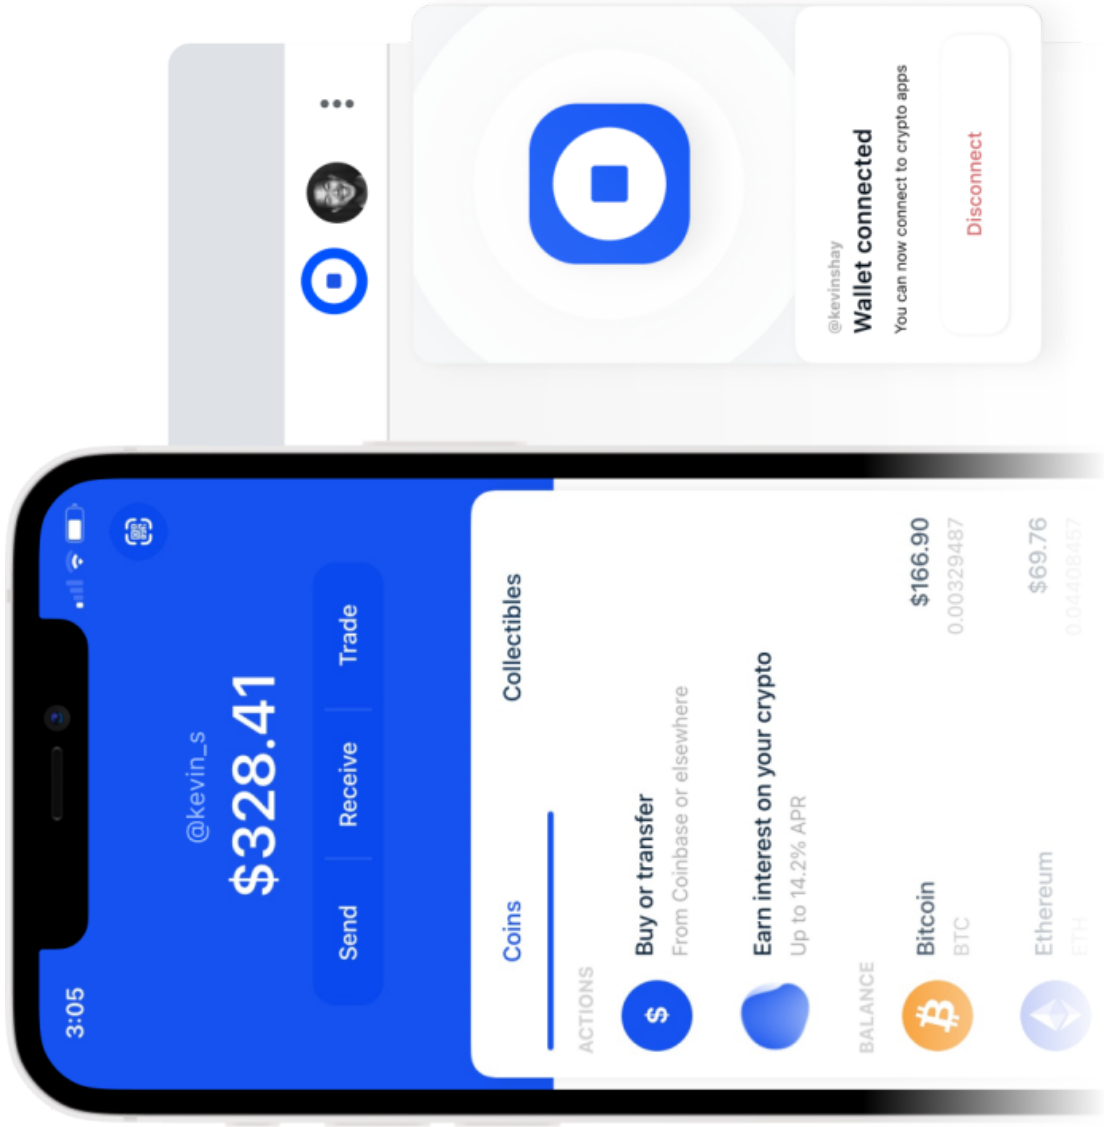 3:05
@kevin_s
$328.41
Send Receive Trade
Coins Collectibles
ACTIONS
$ Buy or transfer
From Coinbase or elsewhere
Earn interest on your crypto
Up to 14.2% APR
BALANCE
Bitcoin $166.90
BTC 0.00329487
Ethereum $69.76
ETH 0.04408457
@kevinshay
Wallet connected
You can now connect to crypto apps
Disconnect